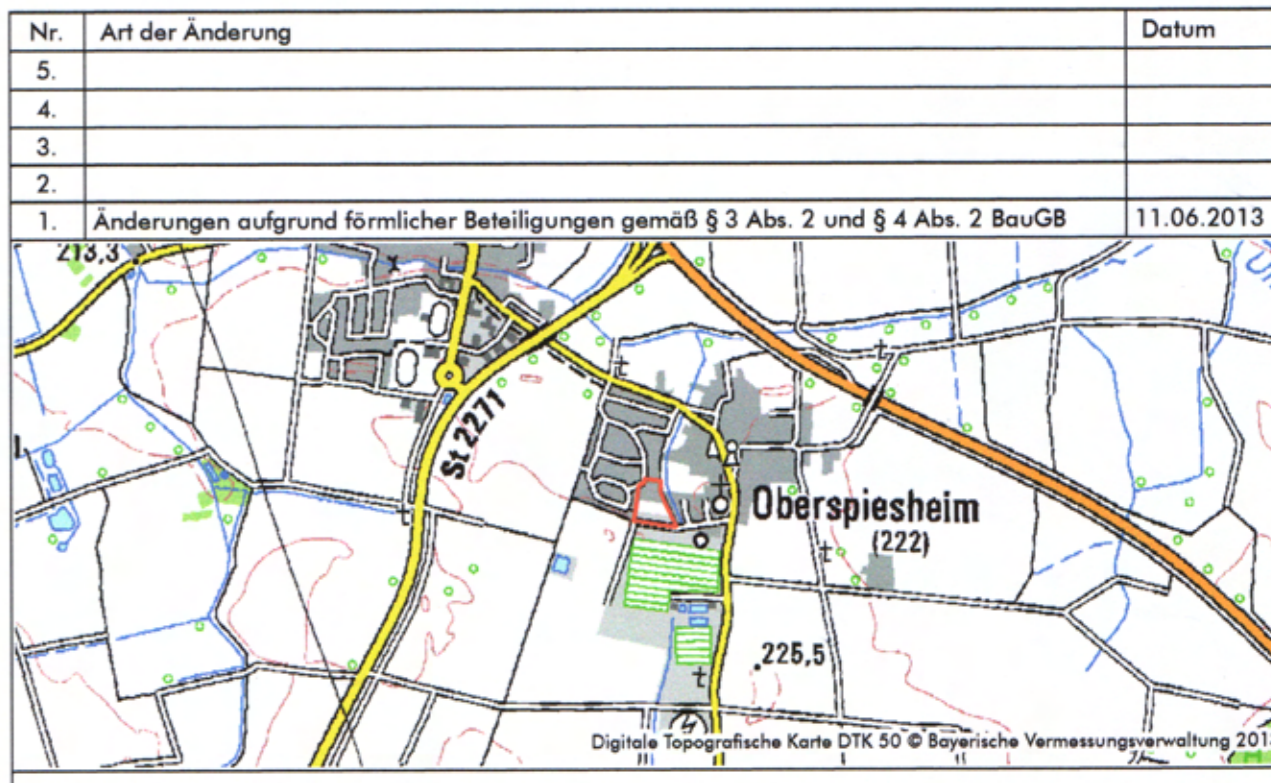 Nr. Art der Änderung Datum
5.
4.
3.
2.
1. Änderungen aufgrund förmlicher Beteiligungen gemäß § 3 Abs. 2 und § 4 Abs. 2 BauGB 11.06.2013
213,3
St 2271
Oberspiesheim
(222)
225,5
Digitale Topografische Karte DTK 50 © Bayerische Vermessungsverwaltung